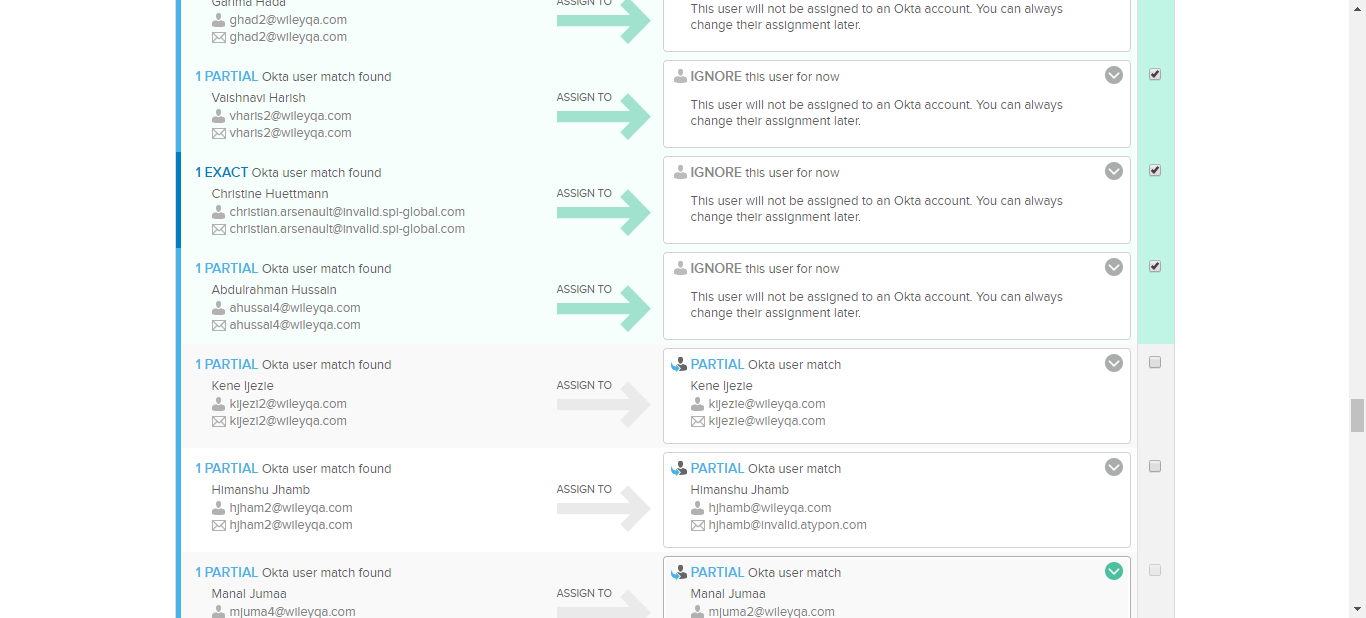 Garima Hada
ghad2@wileyqa.com
ghad2@wileyqa.com
ASSIGN TO
This user will not be assigned to an Okta account. You can always
change their assignment later.
1 PARTIAL Okta user match found
Vaishnavi Harish
vharis2@wileyqa.com
vharis2@wileyqa.com
ASSIGN TO
IGNORE this user for now
This user will not be assigned to an Okta account. You can always
change their assignment later.
1 EXACT Okta user match found
Christine Huettmann
christian.arsenault@invalid.spi-global.com
christian.arsenault@invalid.spi-global.com
ASSIGN TO
IGNORE this user for now
This user will not be assigned to an Okta account. You can always
change their assignment later.
1 PARTIAL Okta user match found
Abdulrahman Hussain
ahussai4@wileyqa.com
ahussai4@wileyqa.com
ASSIGN TO
IGNORE this user for now
This user will not be assigned to an Okta account. You can always
change their assignment later.
1 PARTIAL Okta user match found
Kene Ijezie
kijezi2@wileyqa.com
kijezi2@wileyqa.com
ASSIGN TO
PARTIAL Okta user match
Kene Ijezie
kijezie@wileyqa.com
kijezie@wileyqa.com
1 PARTIAL Okta user match found
Himanshu Jhamb
hjham2@wileyqa.com
hjham2@wileyqa.com
ASSIGN TO
PARTIAL Okta user match
Himanshu Jhamb
hjhamb@wileyqa.com
hjhamb@invalid.atypon.com
1 PARTIAL Okta user match found
Manal Jumaa
mjuma4@wileyqa.com
ASSIGN TO
PARTIAL Okta user match
Manal Jumaa
mjuma2@wileyqa.com